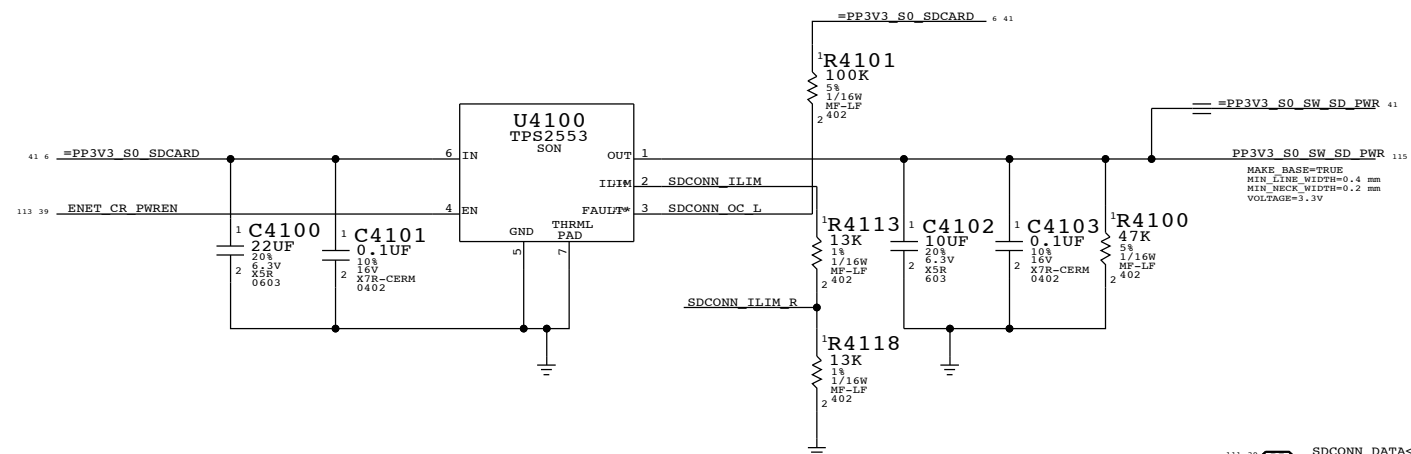 =PP3V3_S0_SDCARD 6 41
1 R4101
100K
5%
1/16W
MF-LF
2 402
=PP3V3_S0_SW_SD_PWR 41
U4100
TPS2553
SON
41 6 =PP3V3_S0_SDCARD
6 IN
OUT 1
PP3V3_S0_SW_SD_PWR 115
MAKE_BASE=TRUE
MIN_LINE_WIDTH=0.4 mm
MIN_NECK_WIDTH=0.2 mm
VOLTAGE=3.3V
ILIM 2 SDCONN_ILIM
113 39 ENET_CR_PWREN
4 EN
FAULT* 3 SDCONN_OC_L
GND
THRML
PAD
5
7
1 C4100
22UF
20%
6.3V
2 X5R
0603
1 C4101
0.1UF
10%
16V
2 X7R-CERM
0402
1 R4113
13K
1%
1/16W
MF-LF
2 402
1 C4102
10UF
20%
6.3V
2 X5R
603
1 C4103
0.1UF
10%
16V
2 X7R-CERM
0402
1 R4100
47K
5%
1/16W
MF-LF
2 402
SDCONN_ILIM_R
1 R4118
13K
1%
1/16W
MF-LF
2 402
SDCONN_DATA<